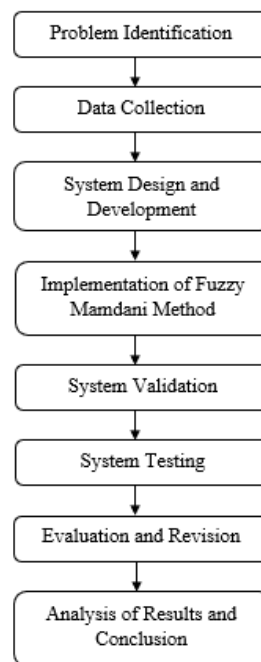 Problem Identification
Data Collection
System Design and
Development
Implementation of Fuzzy
Mamdani Method
System Validation
System Testing
Evaluation and Revision
Analysis of Results and
Conclusion